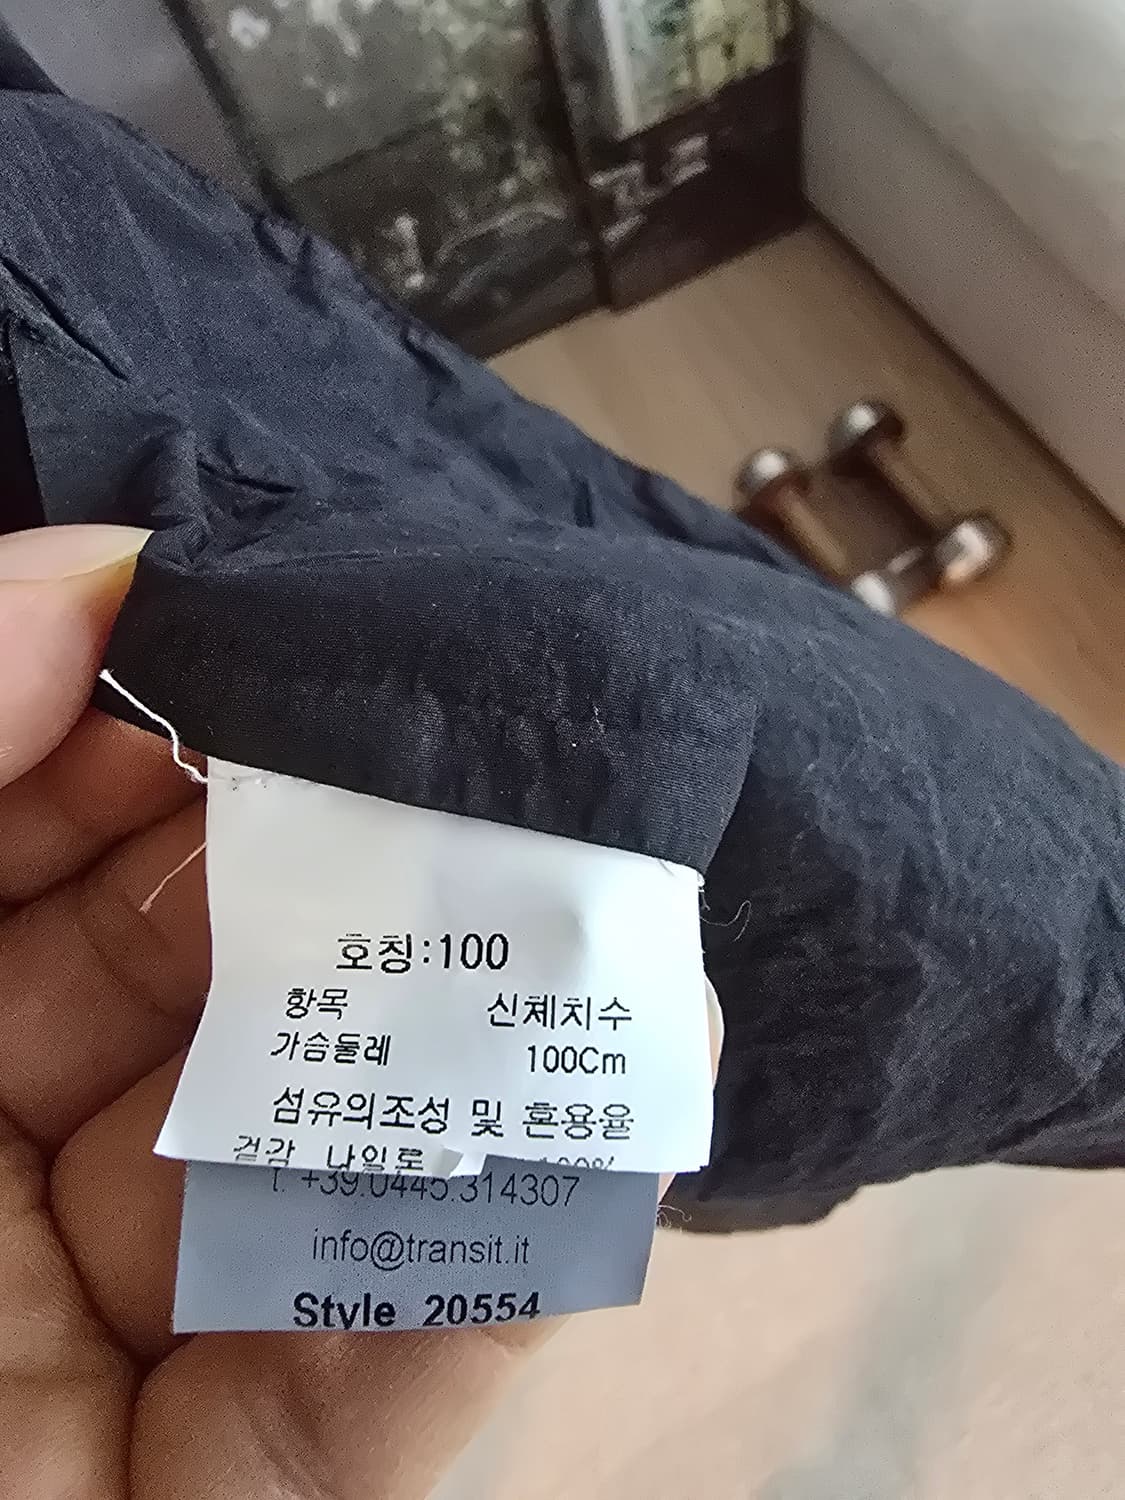 호칭:100
항목 신체치수
가슴둘레 100Cm
섬유의조성 및 혼용율
겉감 나일론 100%
t. +39.0445.314307
info@transit.it
Style 20554